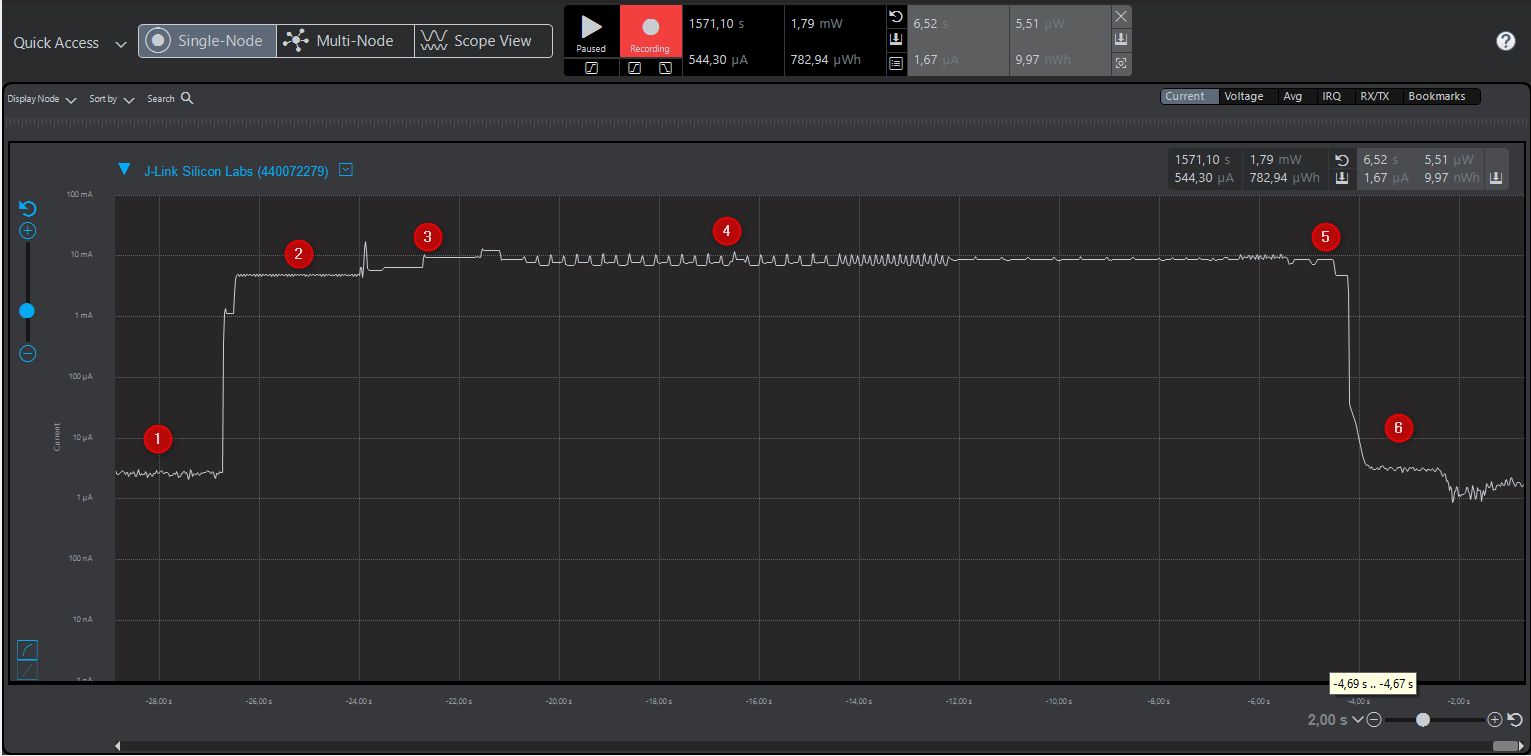 Quick Access
Single-Node
Multi-Node
Scope View
Paused
Recording
1571,10 s
1,79 mW
544,30 µA
782,94 µWh
6,52 s
5,51 µW
1,67 µA
9,97 nWh
?
Display Node
Sort by
Search
Current
Voltage
Avg
IRQ
RX/TX
Bookmarks
J-Link Silicon Labs (440072279)
1571,10 s
1,79 mW
6,52 s
5,51 µW
544,30 µA
782,94 µWh
1,67 µA
9,97 nWh
100 mA
10 mA
1 mA
100 µA
10 µA
1 µA
100 nA
10 nA
Current
1
2
3
4
5
6
-4,69 s .. -4,67 s
-28,00 s
-26,00 s
-24,00 s
-22,00 s
-20,00 s
-18,00 s
-16,00 s
-14,00 s
-12,00 s
-10,00 s
-8,00 s
-6,00 s
-4,00 s
-2,00 s
2,00 s